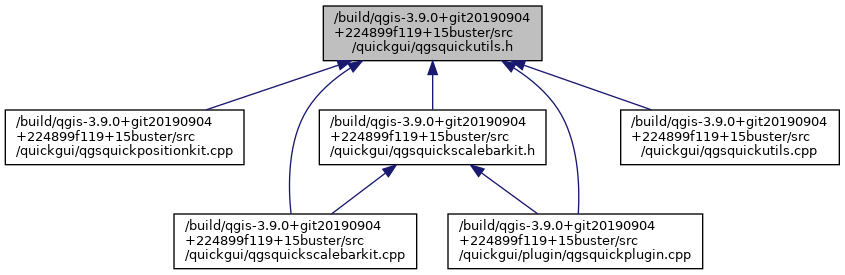 /build/qgis-3.9.0+git20190904
+224899f119+15buster/src
/quickgui/qgsquickutils.h
/build/qgis-3.9.0+git20190904
+224899f119+15buster/src
/quickgui/qgsquickpositionkit.cpp
/build/qgis-3.9.0+git20190904
+224899f119+15buster/src
/quickgui/qgsquickscalebarkit.h
/build/qgis-3.9.0+git20190904
+224899f119+15buster/src
/quickgui/qgsquickutils.cpp
/build/qgis-3.9.0+git20190904
+224899f119+15buster/src
/quickgui/qgsquickscalebarkit.cpp
/build/qgis-3.9.0+git20190904
+224899f119+15buster/src
/quickgui/plugin/qgsquickplugin.cpp